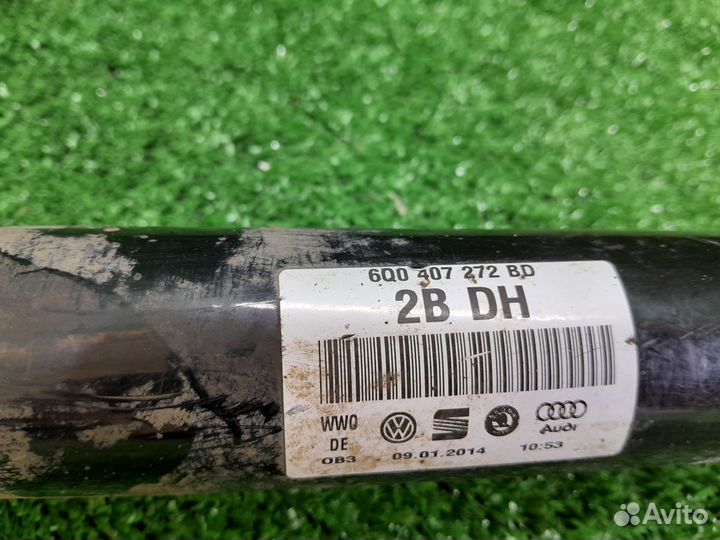 6Q0 407 272 BD
2B DH
WWO
DE
OB3
09.01.2014
10:53
Audi
Avito